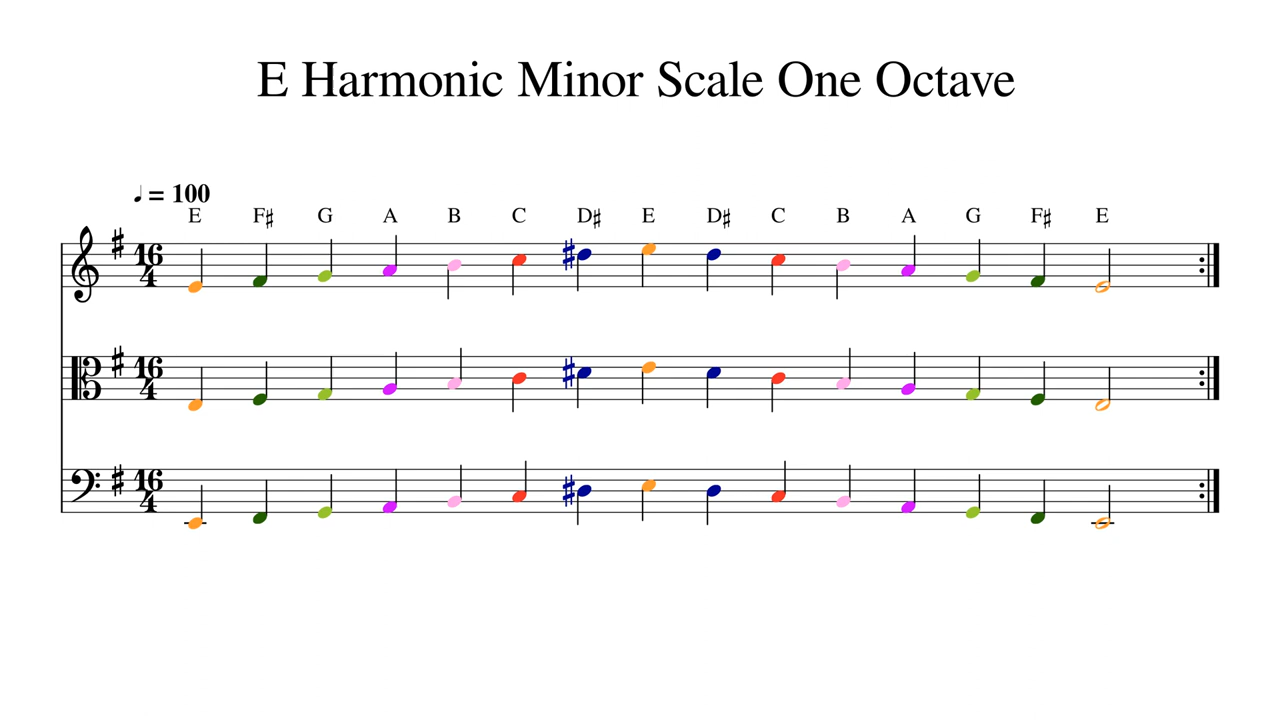 E Harmonic Minor Scale One Octave
♩ = 100
E F♯ G A B C D♯ E D♯ C B A G F♯ E
16
4
16
4
16
4